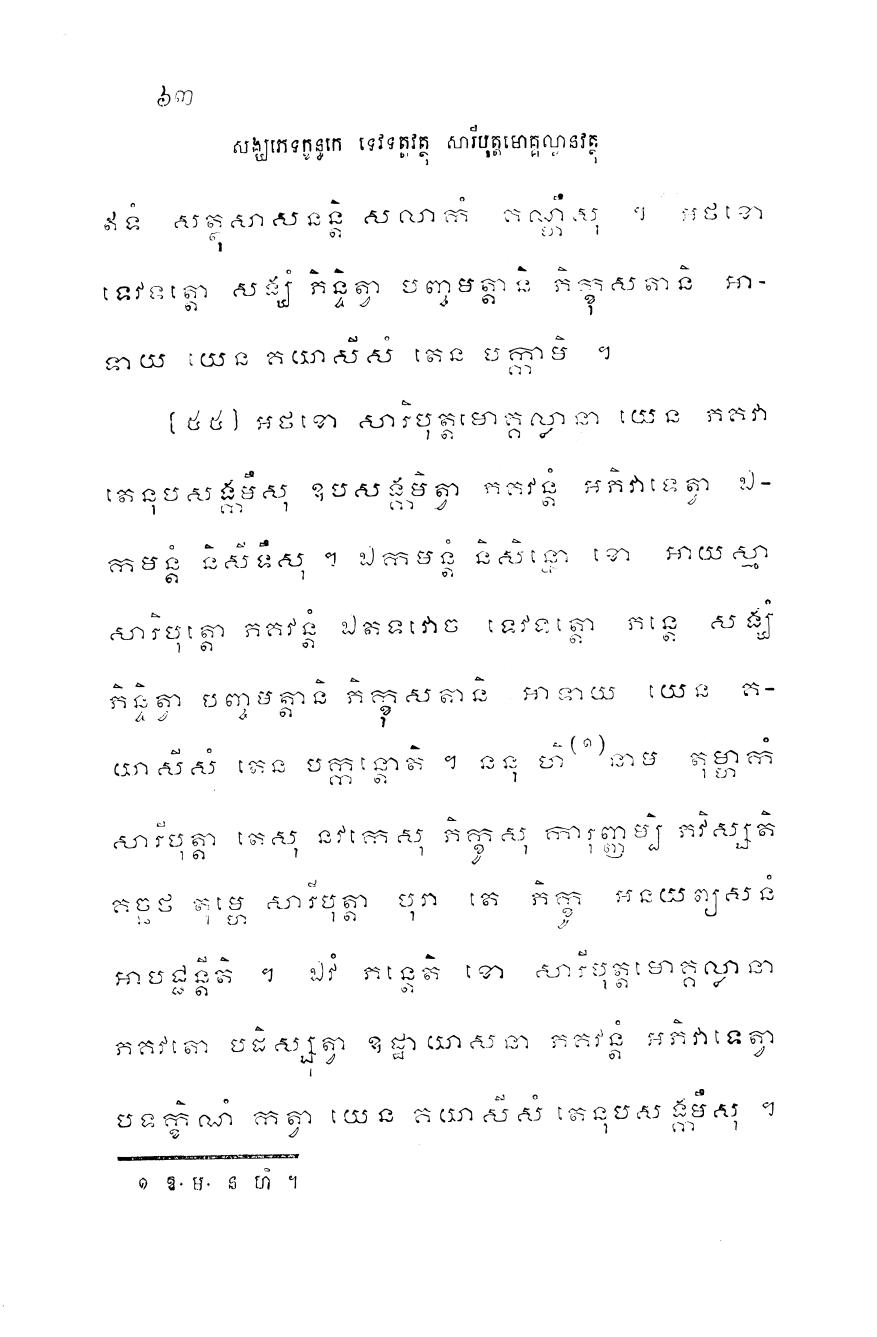 ៦៣
សង្ឃភេទក្ខន្ធកេ ទេវទត្តវត្ថុ សារីបុត្តមោគ្គល្លានវត្ថុ
ឥទំ សត្ថុសាសនន្តិ សលាកំ គណ្ហឹសុ ។ អថខោ
ទេវទត្តោ សង្ឃំ ភិន្ទិត្វា បញ្ចមត្តានិ ភិក្ខុសតានិ អា-
ទាយ យេន គយាសីសំ តេន បក្កាមិ ។
[៥៥] អថខោ សារិបុត្តមោគ្គល្លានា យេន ភគវា
តេនុបសង្កមឹសុ ឧបសង្កមិត្វា ភគវន្តំ អភិវាទេត្វា ឯ-
កមន្តំ និសីទឹសុ ។ ឯកមន្តំ និសិន្នោ ខោ អាយស្មា
សារិបុត្តោ ភគវន្តំ ឯតទវោច ទេវទត្តោ ភន្តេ សង្ឃំ
ភិន្ទិត្វា បញ្ចមត្តានិ ភិក្ខុសតានិ អាទាយ យេន គ-
យាសីសំ តេន បក្កន្តោតិ ។ ននុ ហិ(១)នាម តុម្ហាកំ
សារីបុត្តា តេសុ នវកេសុ ភិក្ខូសុ ការុញ្ញម្បិ ភវិស្សតិ
គច្ឆថ តុម្ហេ សារីបុត្តា បុរា តេ ភិក្ខូ អនយព្យសនំ
អាបជ្ជន្តីតិ ។ ឯវំ ភន្តេតិ ខោ សារីបុត្តមោគ្គល្លានា
ភគវតោ បដិស្សុត្វា ឧដ្ឋាយាសនា ភគវន្តំ អភិវាទេត្វា
បទក្ខិណំ កត្វា យេន គយាសីសំ តេនុបសង្កមឹសុ ។
១ ឱ. ម. ន ហិ ។